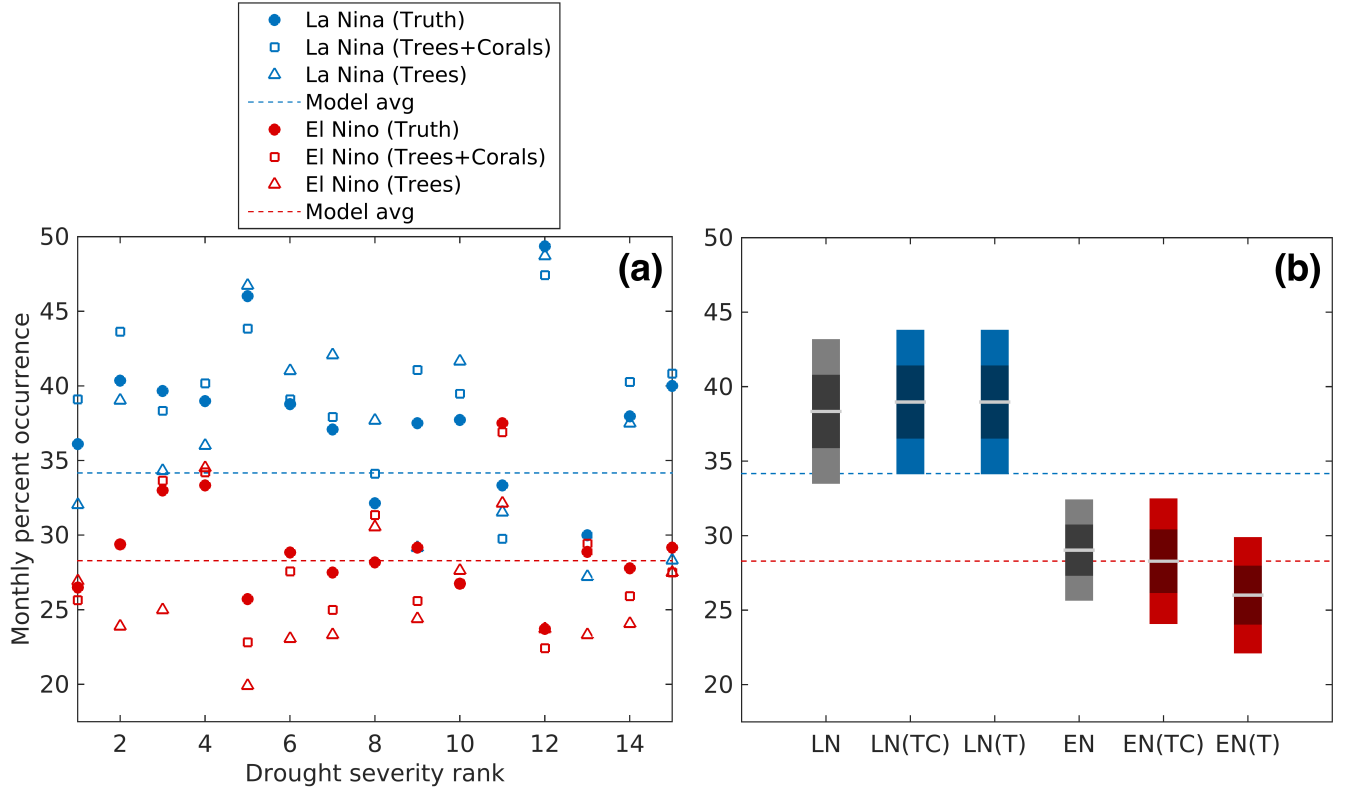 La Nina (Truth)
La Nina (Trees+Corals)
La Nina (Trees)
Model avg
El Nino (Truth)
El Nino (Trees+Corals)
El Nino (Trees)
Model avg
(a)
50
45
40
35
30
25
20
Monthly percent occurrence
2 4 6 8 10 12 14
Drought severity rank
(b)
50
45
40
35
30
25
20
LN LN(TC) LN(T) EN EN(TC) EN(T)